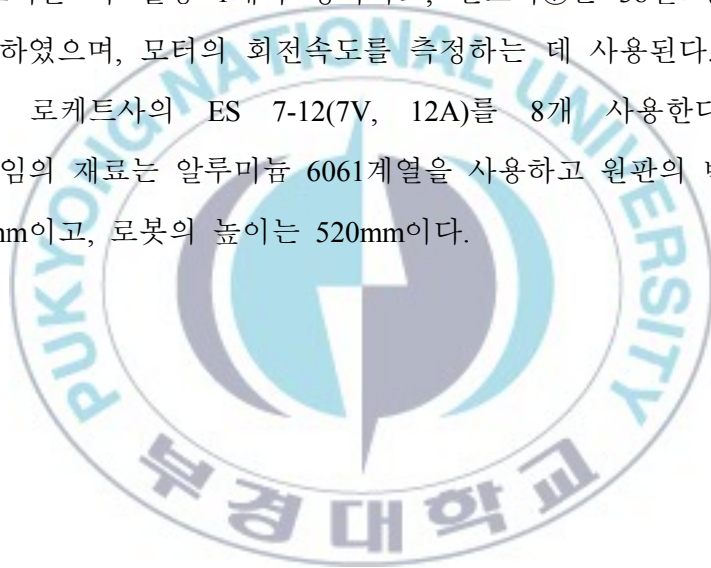 하였으며, 모터의 회전속도를 측정하는 데 사용된다.
로케트사의 ES 7-12(7V, 12A)를 8개 사용한다
임의 재료는 알루미늄 6061계열을 사용하고 원판의
mm이고, 로봇의 높이는 520mm이다.
PUKYONG NATIONAL UNIVERSITY
부경대학교